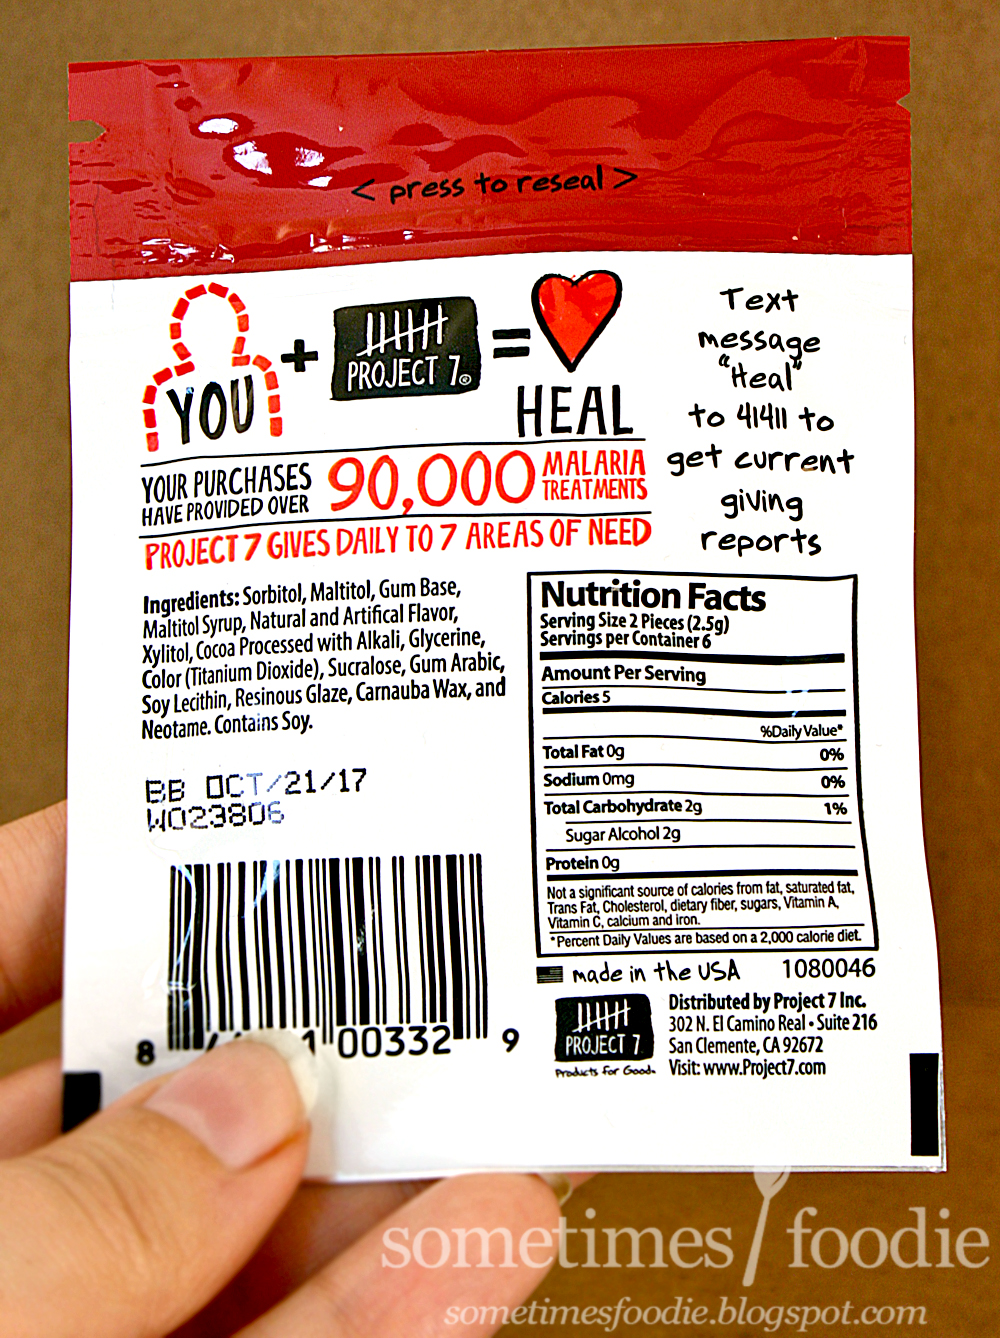 < press to reseal >
YOU + PROJECT 7® = HEAL
YOUR PURCHASES
HAVE PROVIDED OVER
90,000
MALARIA
TREATMENTS
PROJECT 7 GIVES DAILY TO 7 AREAS OF NEED
Text
message
"Heal"
to 41411 to
get current
giving
reports
Ingredients: Sorbitol, Maltitol, Gum Base,
Maltitol Syrup, Natural and Artifical Flavor,
Xylitol, Cocoa Processed with Alkali, Glycerine,
Color (Titanium Dioxide), Sucralose, Gum Arabic,
Soy Lecithin, Resinous Glaze, Carnauba Wax, and
Neotame. Contains Soy.
BB OCT/21/17
WO23806
8
1 00332 9
Nutrition Facts
Serving Size 2 Pieces (2.5g)
Servings per Container 6
Amount Per Serving
Calories 5
%Daily Value*
Total Fat 0g 0%
Sodium 0mg 0%
Total Carbohydrate 2g 1%
Sugar Alcohol 2g
Protein 0g
Not a significant source of calories from fat, saturated fat,
Trans Fat, Cholesterol, dietary fiber, sugars, Vitamin A,
Vitamin C, calcium and iron.
*Percent Daily Values are based on a 2,000 calorie diet.
made in the USA 1080046
PROJECT 7
Products for Good.
Distributed by Project 7 Inc.
302 N. El Camino Real • Suite 216
San Clemente, CA 92672
Visit: www.Project7.com
sometimes foodie
sometimesfoodie.blogspot.com